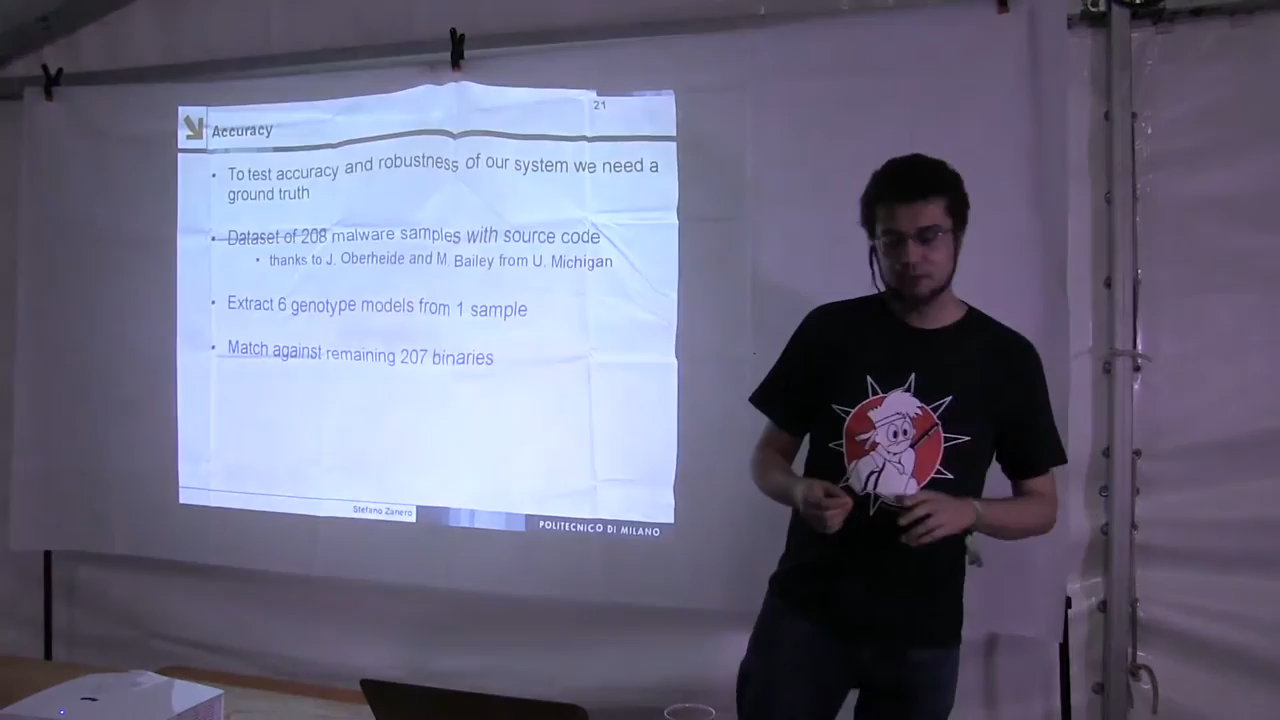 21
Accuracy
• To test accuracy and robustness of our system we need a
ground truth
• Dataset of 208 malware samples with source code
• thanks to J. Oberheide and M. Bailey from U. Michigan
• Extract 6 genotype models from 1 sample
• Match against remaining 207 binaries
Stefano Zanero
POLITECNICO DI MILANO